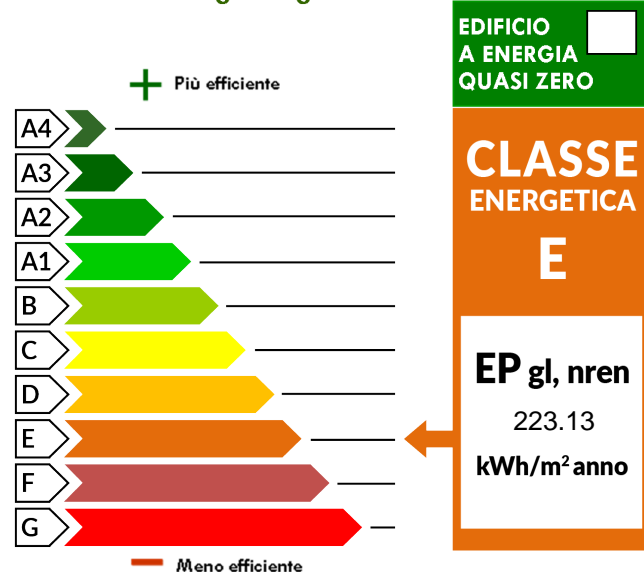 EDIFICIO
A ENERGIA
QUASI ZERO
+ Più efficiente
A4
A3
A2
A1
B
C
D
E
F
G
- Meno efficiente
CLASSE
ENERGETICA
E
EP gl, nren
223.13
kWh/m² anno